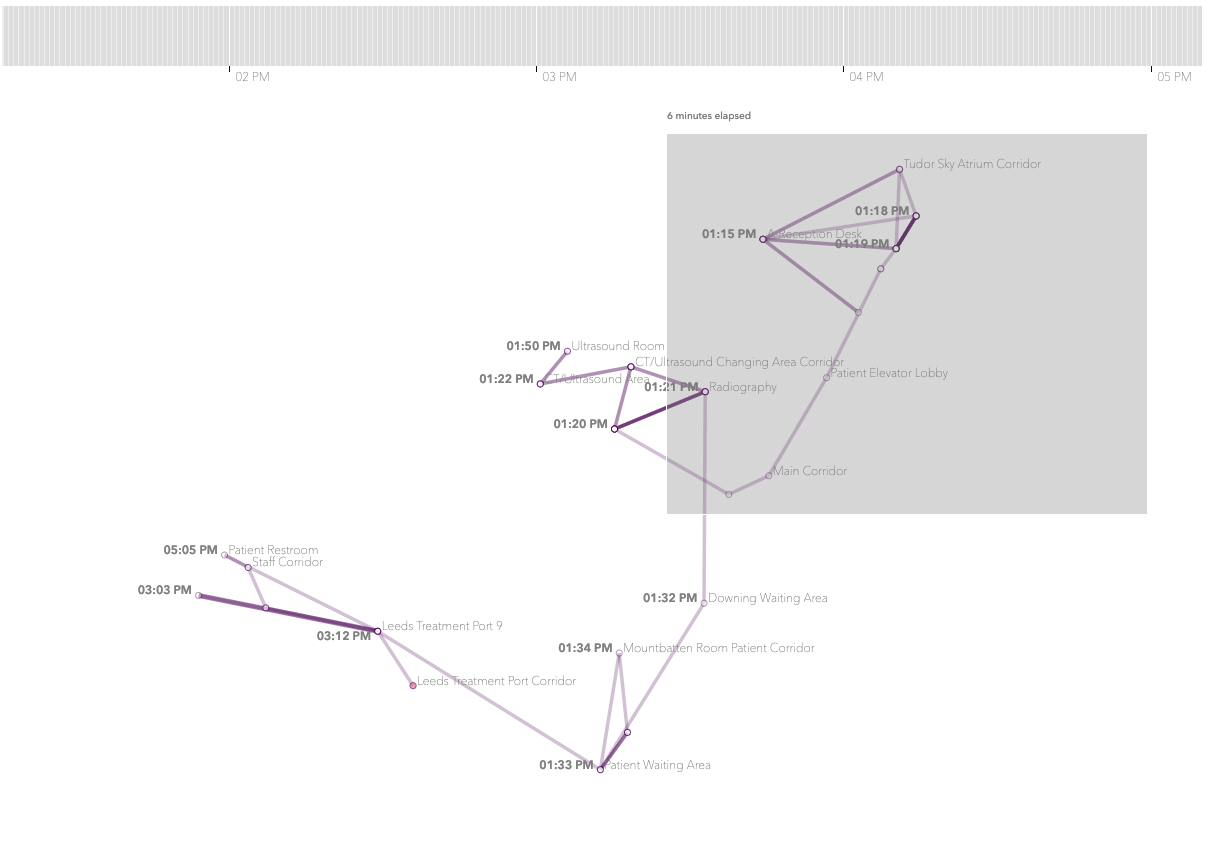 02 PM
03 PM
04 PM
05 PM
6 minutes elapsed
Tudor Sky Atrium Corridor
01:18 PM
01:15 PM
Reception Desk
01:19 PM
01:50 PM
Ultrasound Room
CT/Ultrasound Changing Area Corridor
Patient Elevator Lobby
01:22 PM
CT/Ultrasound Area
01:21 PM
Radiography
01:20 PM
Main Corridor
05:05 PM
Patient Restroom
Staff Corridor
03:03 PM
01:32 PM
Downing Waiting Area
Leeds Treatment Port 9
03:12 PM
01:34 PM
Mountbatten Room Patient Corridor
Leeds Treatment Port Corridor
01:33 PM
Patient Waiting Area